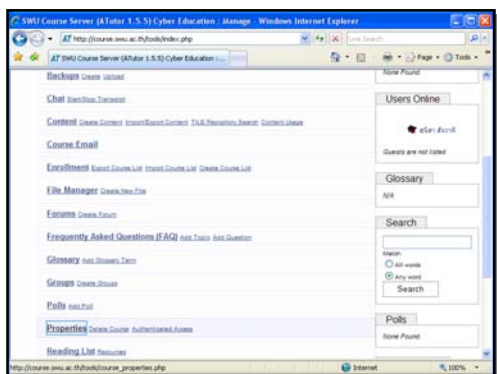 SWU Course Server (ATutor 1.5.5) Cyber Education : Manage - Windows Internet Explorer
http://course.swu.ac.th/tools/index.php
Live Search
SWU Course Server (ATutor 1.5.5) Cyber Education : ...
Page
Tools
Backups Create Upload
Chat Start/Stop Transcript
Content Create Content Import/Export Content TILE Repository Search Content Usage
Course Email
Enrollment Export Course List Import Course List Create Course List
File Manager Create New File
Forums Create Forum
Frequently Asked Questions (FAQ) Add Topic Add Question
Glossary Add Glossary Term
Groups Create Groups
Polls Add Poll
Properties Delete Course Authenticated Access
Reading List Resources
None Found
Users Online
Guests are not listed
Glossary
N/A
Search
Match:
All words
Any word
Search
Polls
None Found
http://course.swu.ac.th/tools/course_properties.php
Internet
100%